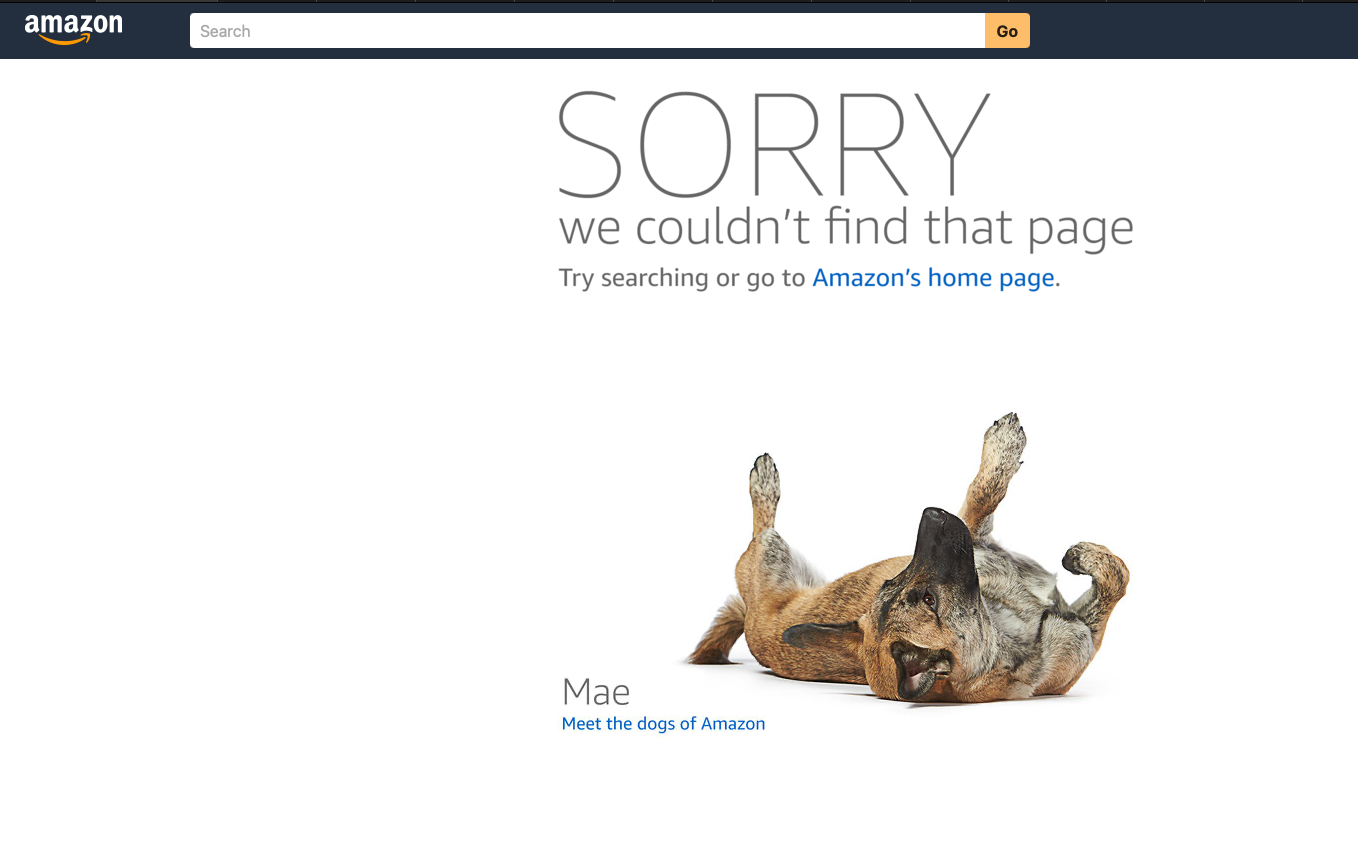 amazon
Search
Go
SORRY
we couldn't find that page
Try searching or go to Amazon's home page.
Mae
Meet the dogs of Amazon